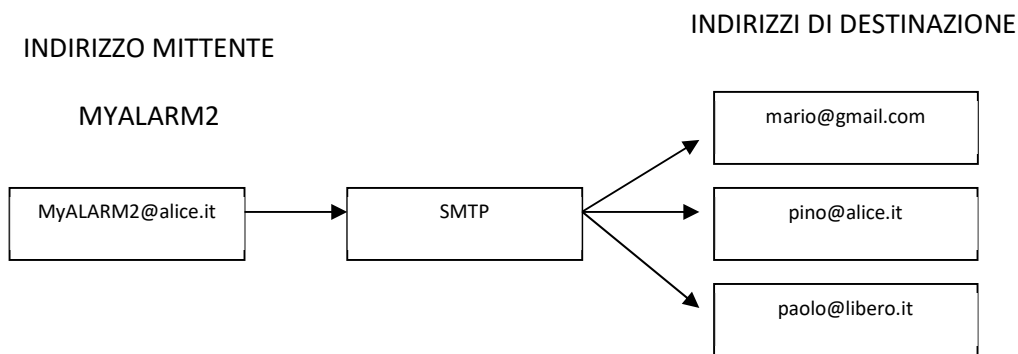 INDIRIZZO MITTENTE
MYALARM2
MyALARM2@alice.it
SMTP
INDIRIZZI DI DESTINAZIONE
mario@gmail.com
pino@alice.it
paolo@libero.it